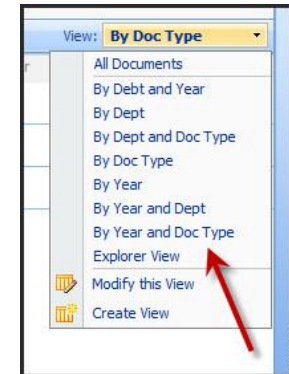 View: By Doc Type
r
All Documents
By Debt and Year
By Dept
By Dept and Doc Type
By Doc Type
By Year
By Year and Dept
By Year and Doc Type
Explorer View
Modify this View
Create View